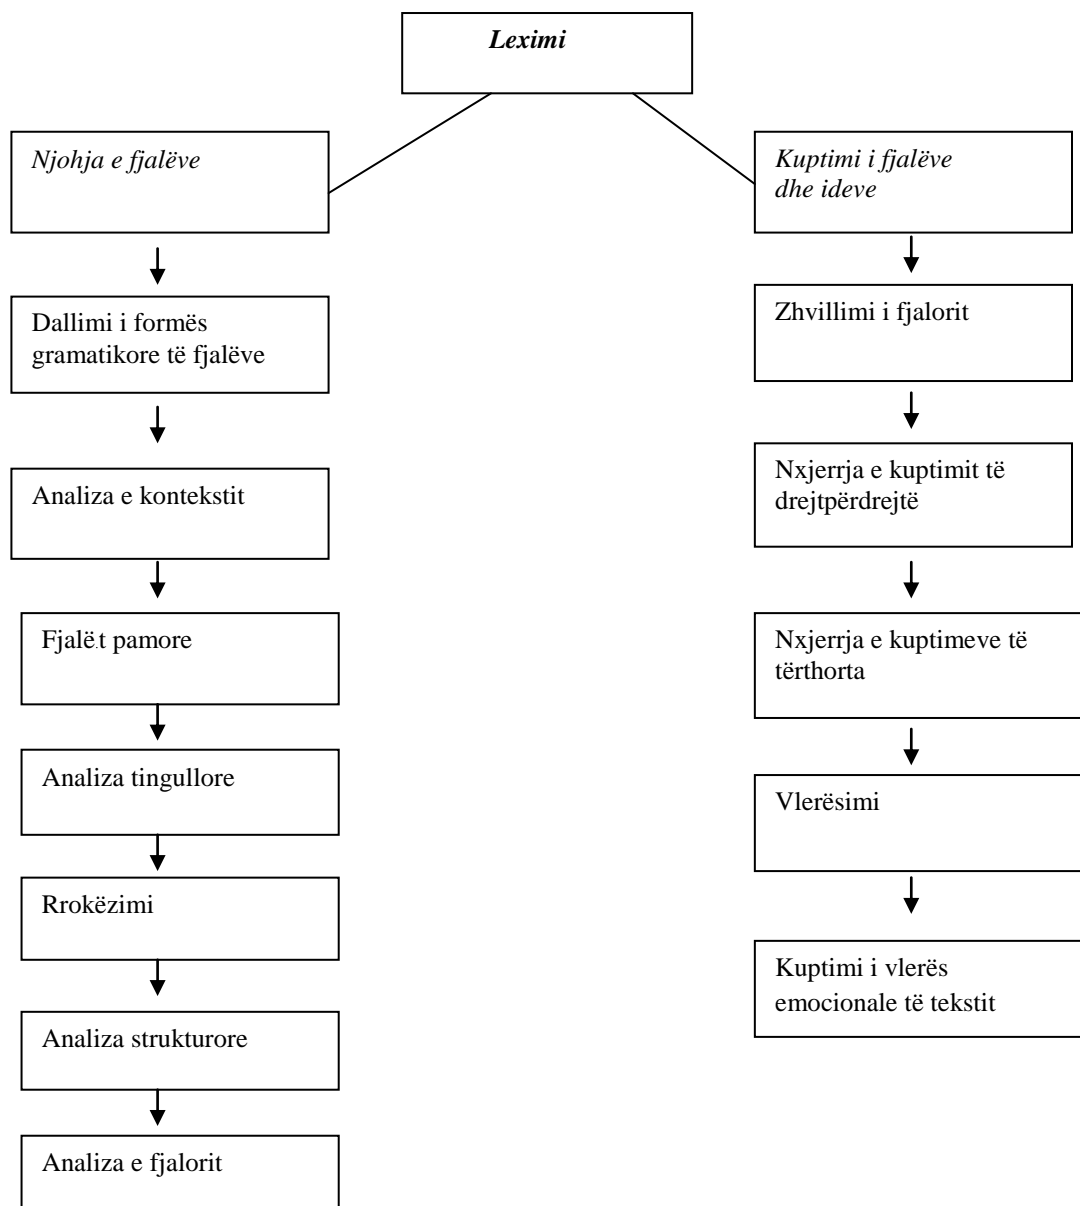 Leximi
Njohja e fjalëve
Dallimi i formës
gramatikore të fjalëve
Analiza e kontekstit
Fjalët pamore
Analiza tingullore
Rrokëzimi
Analiza strukturore
Analiza e fjalorit
Kuptimi i fjalëve
dhe ideve
Zhvillimi i fjalorit
Nxjerrja e kuptimit të
drejtpërdrejtë
Nxjerrja e kuptimeve të
tërthorta
Vlerësimi
Kuptimi i vlerës
emocionale të tekstit